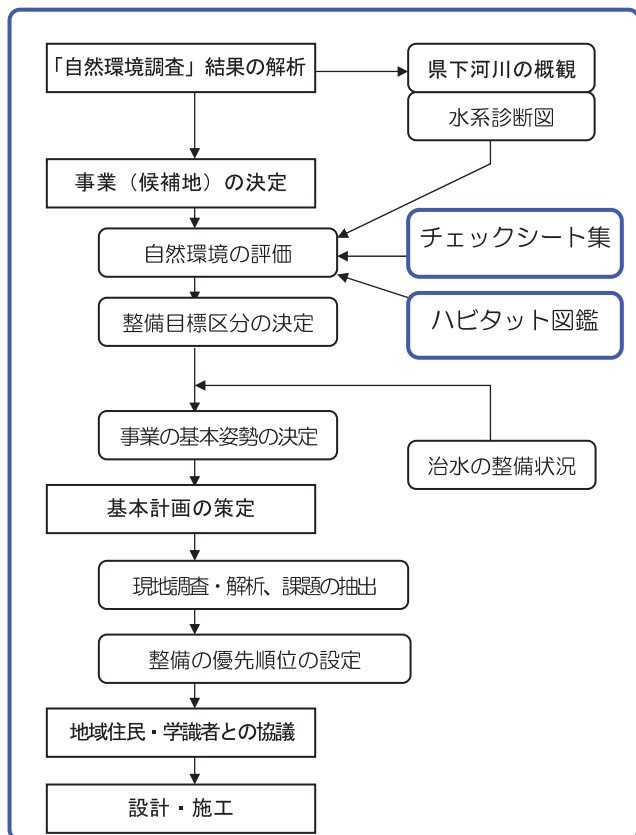 「自然環境調査」結果の解析
県下河川の概観
水系診断図
事業（候補地）の決定
自然環境の評価
チェックシート集
整備目標区分の決定
ハビタット図鑑
事業の基本姿勢の決定
治水の整備状況
基本計画の策定
現地調査・解析、課題の抽出
整備の優先順位の設定
地域住民・学識者との協議
設計・施工